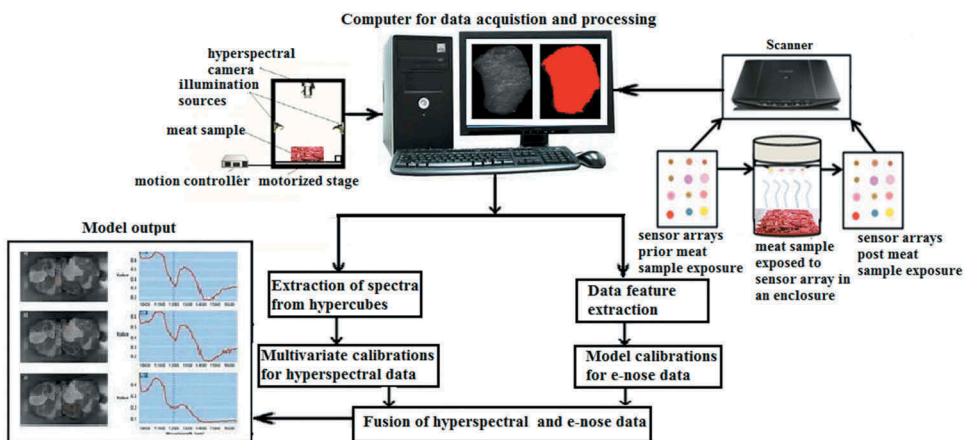 Computer for data acquistion and processing
hyperspectral
camera
illumination
sources
meat sample
motion controller
motorized stage
Scanner
sensor arrays
prior meat
sample exposure
meat sample
exposed to
sensor array in
an enclosure
sensor arrays
post meat
sample exposure
Model output
Extraction of spectra
from hypercubes
Data feature
extraction
Multivariate calibrations
for hyperspectral data
Model calibrations
for e-nose data
Fusion of hyperspectral and e-nose data
Value
Value
Value